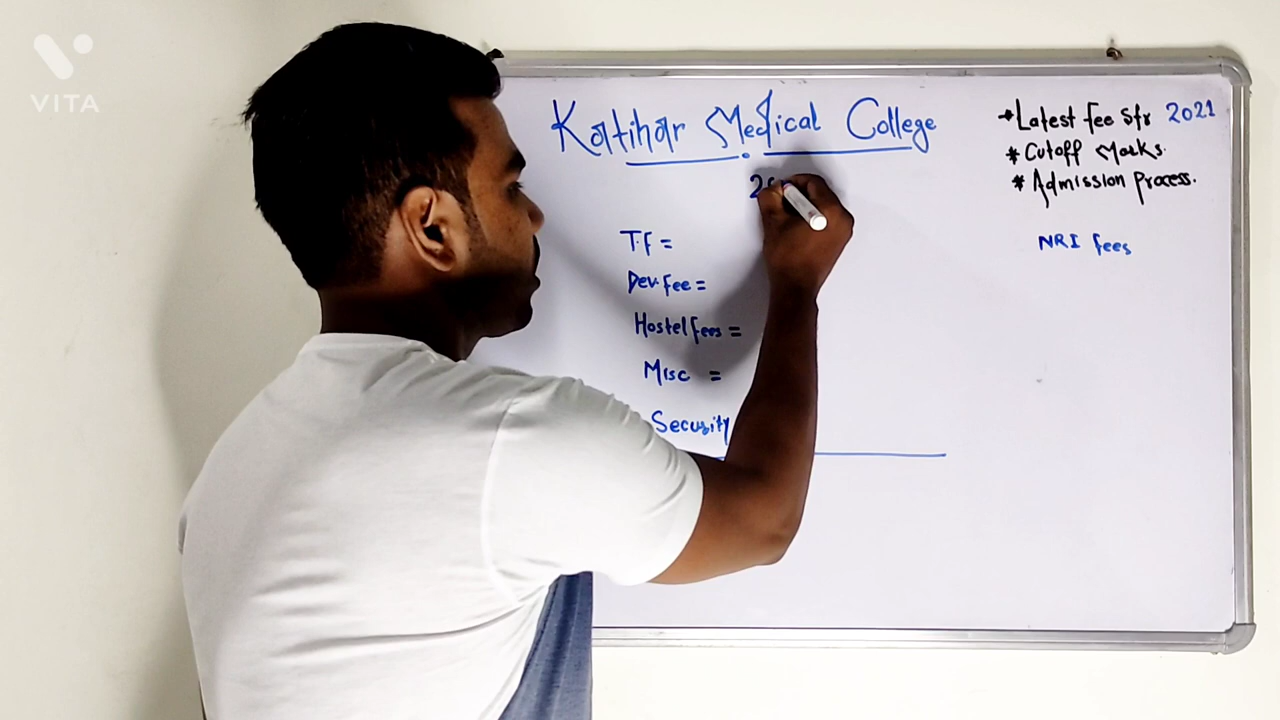 VITA
Katihar Medical College
T.F =
Dev. Fee =
Hostel Fees =
Misc =
Security
* Latest Fee Str 2021
* Cutoff Marks.
* Admission Process.
NRI fees